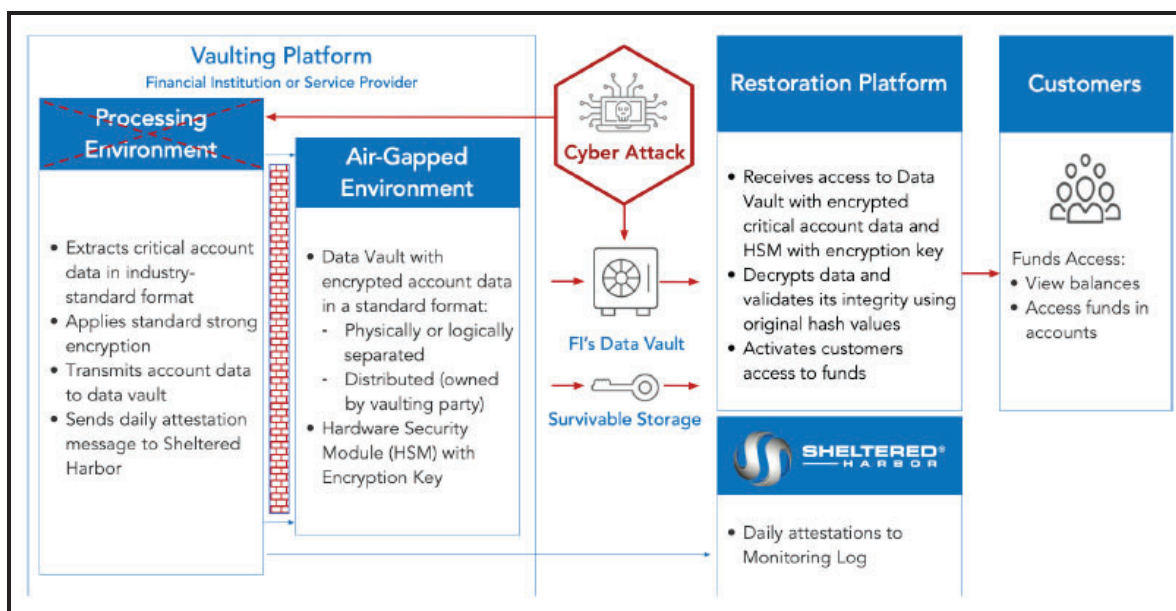 Vaulting Platform
Financial Institution or Service Provider
Processing
Environment
• Extracts critical account
data in industry-
standard format
• Applies standard strong
encryption
• Transmits account data
to data vault
• Sends daily attestation
message to Sheltered
Harbor
Air-Gapped
Environment
• Data Vault with
encrypted account data
in a standard format:
- Physically or logically
separated
- Distributed (owned
by vaulting party)
• Hardware Security
Module (HSM) with
Encryption Key
Cyber Attack
FI's Data Vault
Survivable Storage
Restoration Platform
• Receives access to Data
Vault with encrypted
critical account data and
HSM with encryption key
• Decrypts data and
validates its integrity using
original hash values
• Activates customers
access to funds
SHELTERED®
HARBOR
• Daily attestations to
Monitoring Log
Customers
Funds Access:
• View balances
• Access funds in
accounts